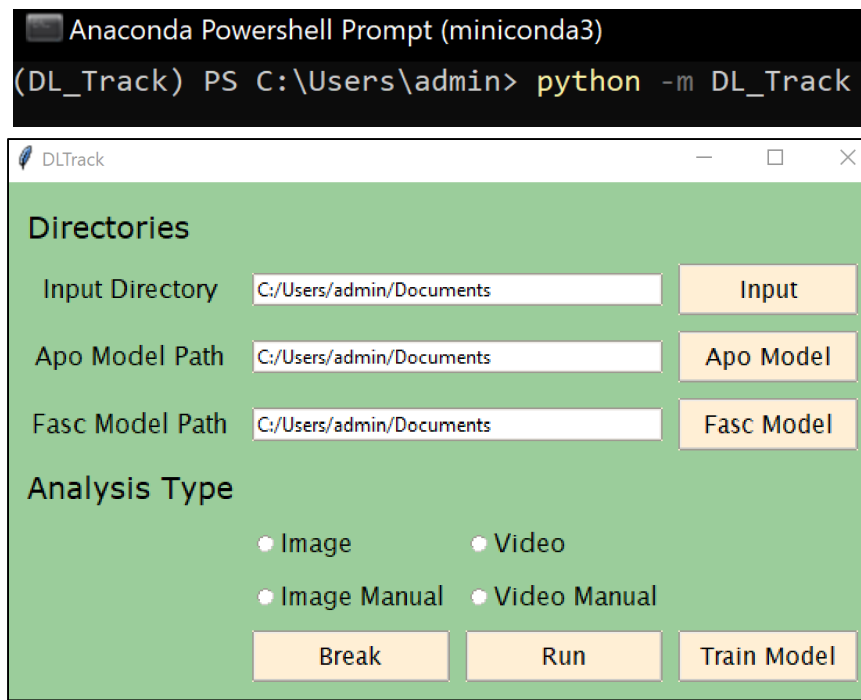 Anaconda Powershell Prompt (miniconda3)
(DL_Track) PS C:\Users\admin> python -m DL_Track
DLTrack
Directories
Input Directory C:/Users/admin/Documents Input
Apo Model Path C:/Users/admin/Documents Apo Model
Fasc Model Path C:/Users/admin/Documents Fasc Model
Analysis Type
Image Video
Image Manual Video Manual
Break Run Train Model